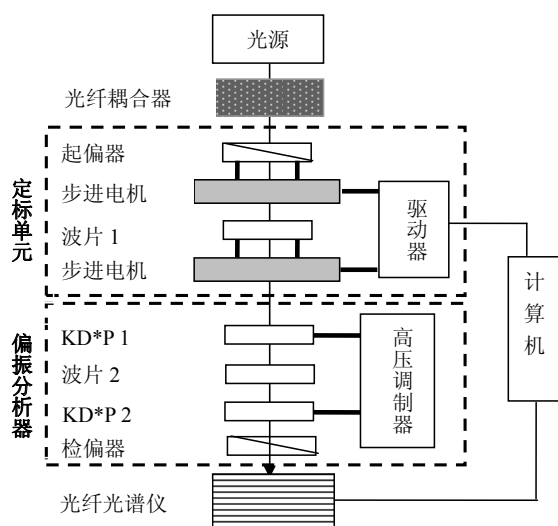 光源
光纤耦合器
定标单元
起偏器
步进电机
波片 1
步进电机
驱动器
计算机
偏振分析器
KD*P 1
波片 2
KD*P 2
检偏器
高压调制器
光纤光谱仪